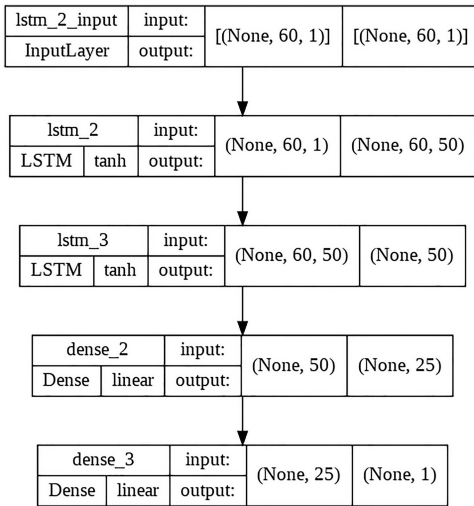 lstm_2_input input: [(None, 60, 1)] [(None, 60, 1)]
InputLayer output:
lstm_2 input: (None, 60, 1) (None, 60, 50)
LSTM tanh output:
lstm_3 input: (None, 60, 50) (None, 50)
LSTM tanh output:
dense_2 input: (None, 50) (None, 25)
Dense linear output:
dense_3 input: (None, 25) (None, 1)
Dense linear output: